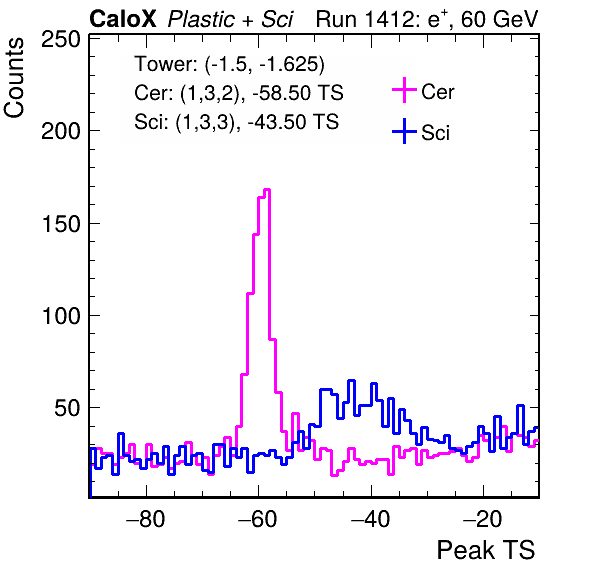 CaloX Plastic + Sci Run 1412: e+, 60 GeV
Counts
250
200
150
100
50
Tower: (-1.5, -1.625)
Cer: (1,3,2), -58.50 TS
Sci: (1,3,3), -43.50 TS
Cer
Sci
−80 −60 −40 −20
Peak TS